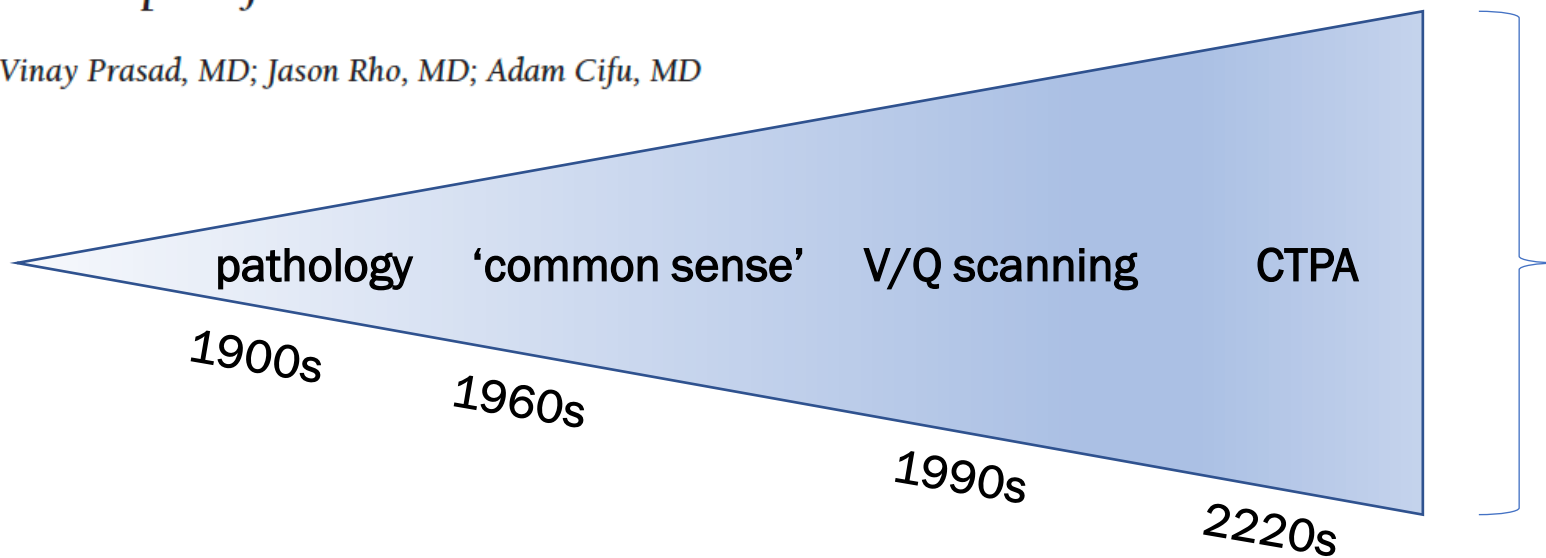 Vinay Prasad, MD; Jason Rho, MD; Adam Cifu, MD
pathology ‘common sense’ V/Q scanning CTPA
1900s
1960s
1990s
2220s